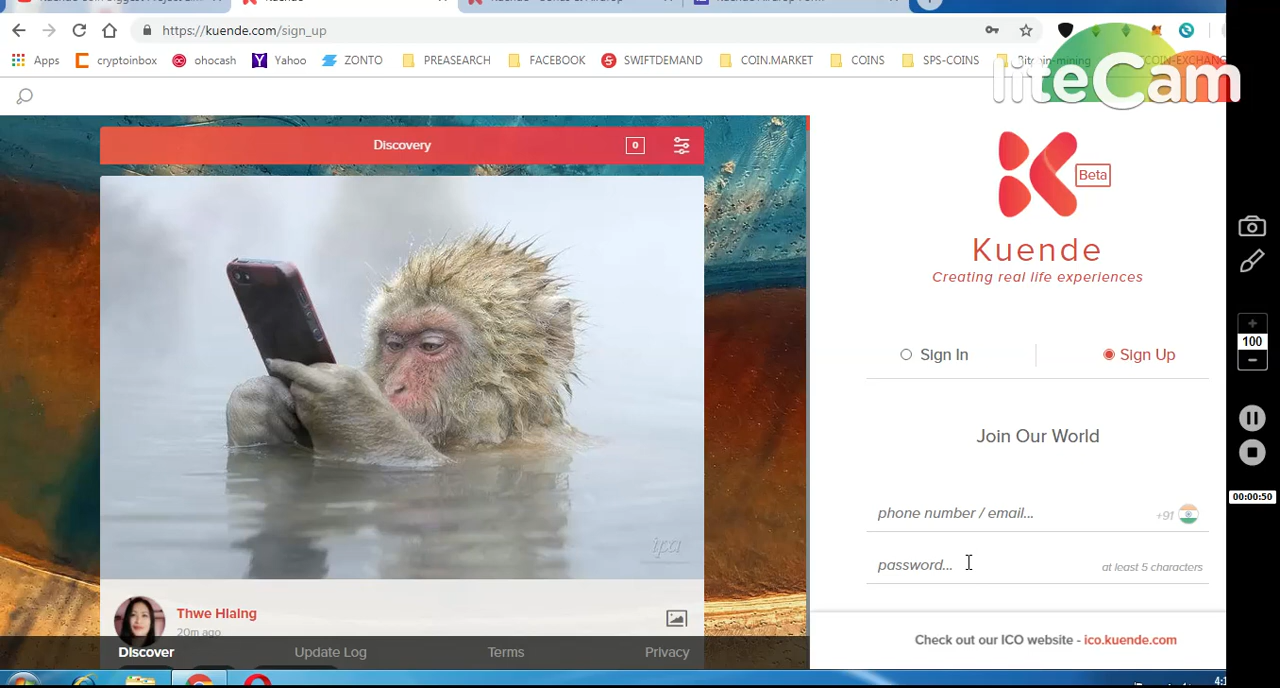 https://kuende.com/sign_up
Apps
cryptoinbox
ohocash
Yahoo
ZONTO
PREASEARCH
FACEBOOK
SWIFTDEMAND
COIN.MARKET
COINS
SPS-COINS
liteCam
Discovery
0
Beta
Kuende
Creating real life experiences
Sign In
Sign Up
100
Join Our World
phone number / email...
+91
00:00:50
password...
at least 5 characters
Thwe Hlaing
20m ago
Check out our ICO website - ico.kuende.com
Discover
Update Log
Terms
Privacy